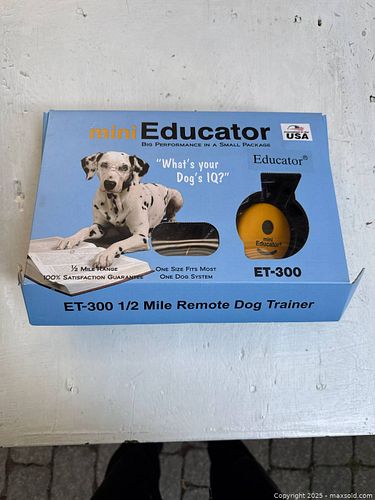 mini Educator
BIG PERFORMANCE IN A SMALL PACKAGE
USA
"What's your
Dog's IQ?"
Educator®
mini
Educator®
½ MILE RANGE
100% SATISFACTION GUARANTEE
ONE SIZE FITS MOST
ONE DOG SYSTEM
ET-300
ET-300 1/2 Mile Remote Dog Trainer
Copyright © 2025 - maxsold.com